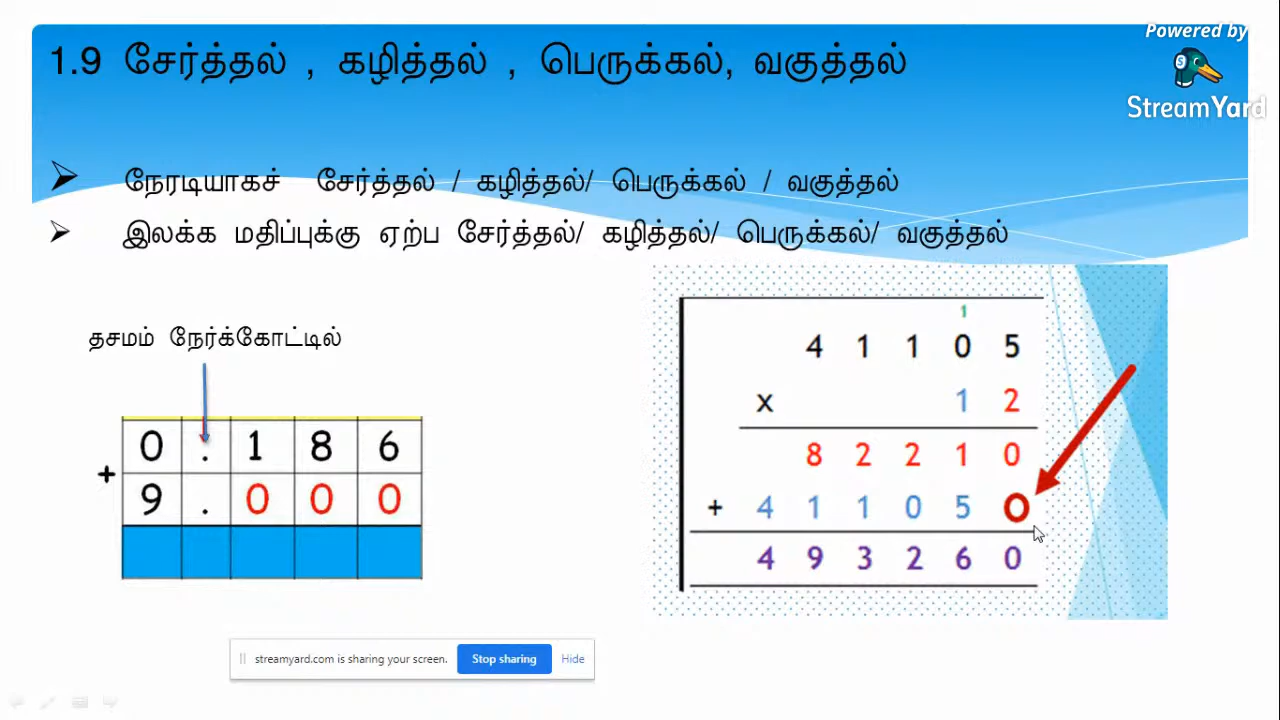 Powered by
StreamYard
1.9 சேர்த்தல் , கழித்தல் , பெருக்கல், வகுத்தல்
நேரடியாகச் சேர்த்தல் / கழித்தல்/ பெருக்கல் / வகுத்தல்
இலக்க மதிப்புக்கு ஏற்ப சேர்த்தல்/ கழித்தல்/ பெருக்கல்/ வகுத்தல்
தசமம் நேர்க்கோட்டில்
0 . 1 8 6
+ 9 . 0 0 0
1
4 1 1 0 5
x 1 2
8 2 2 1 0
+ 4 1 1 0 5 0
4 9 3 2 6 0
streamyard.com is sharing your screen. Stop sharing Hide